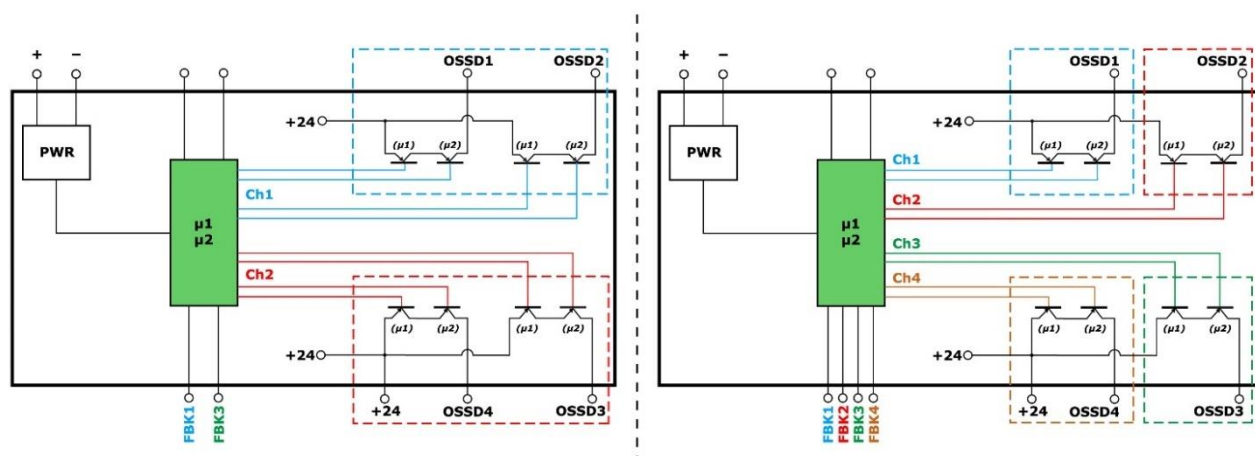 + −
OSSD1 OSSD2
+24
PWR
(µ1) (µ2) (µ1) (µ2)
Ch1
µ1
µ2
Ch2
(µ1) (µ2) (µ1) (µ2)
+24
FBK1 FBK3
+24 OSSD4 OSSD3
+ −
OSSD1 OSSD2
+24
PWR
(µ1) (µ2) (µ1) (µ2)
Ch1
Ch2
µ1
µ2
Ch3
Ch4
(µ1) (µ2) (µ1) (µ2)
+24
FBK1 FBK2 FBK3 FBK4
+24 OSSD4 OSSD3